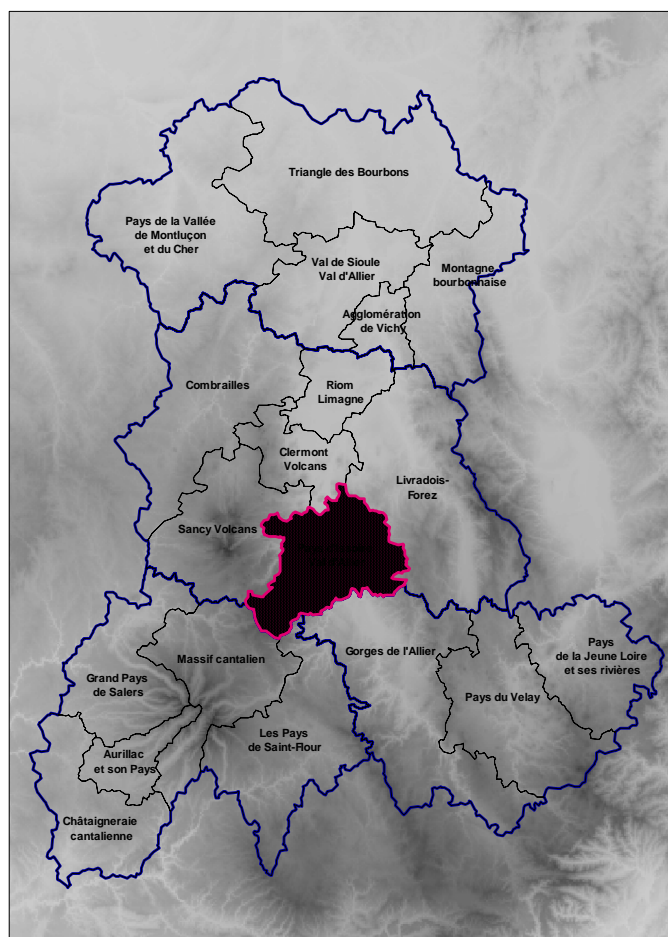 Triangle des Bourbons
Pays de la Vallée
de Montluçon
et du Cher
Val de Sioule
Val d'Allier
Montagne
bourbonnaise
Agglomération
de Vichy
Combrailles
Riom
Limagne
Clermont
Volcans
Livradois-
Forez
Sancy Volcans
Massif cantalien
Gorges de l'Allier
Pays
de la Jeune Loire
et ses rivières
Grand Pays
de Salers
Pays du Velay
Les Pays
de Saint-Flour
Aurillac
et son Pays
Châtaigneraie
cantalienne